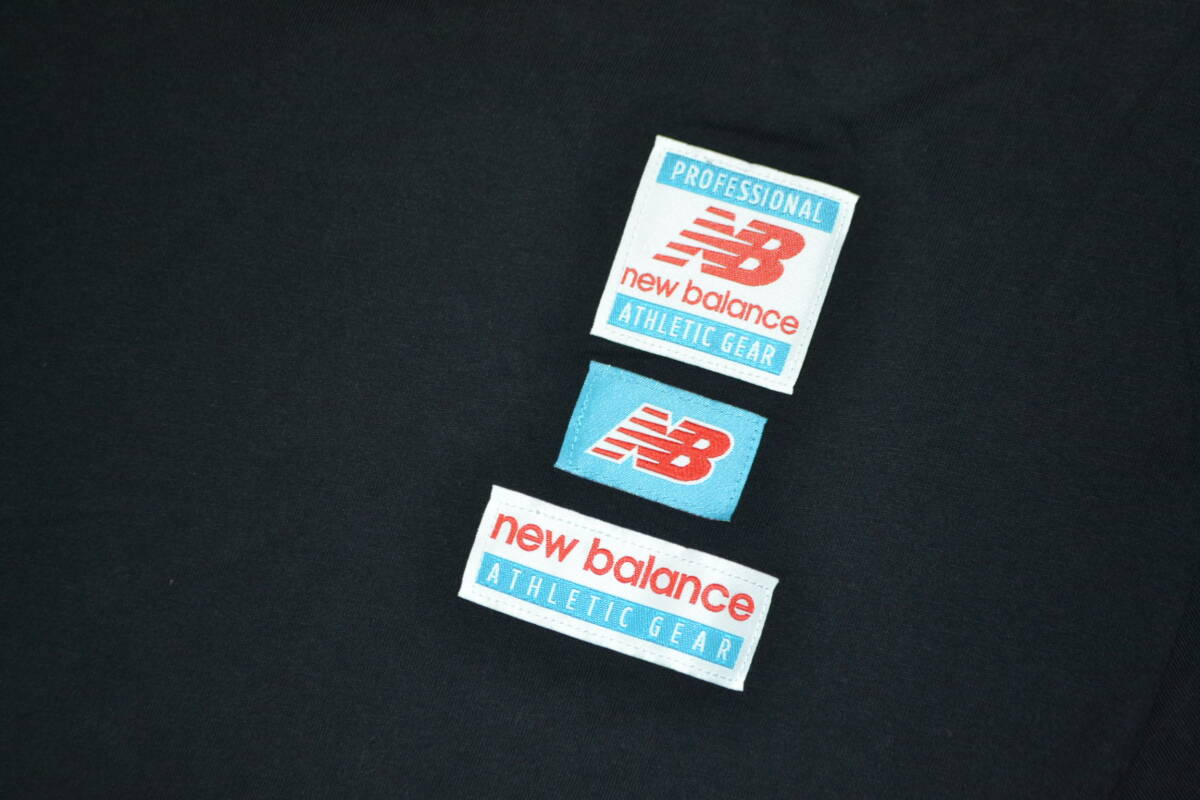 PROFESSIONAL
NB
new balance
ATHLETIC GEAR
NB
new balance
ATHLETIC GEAR